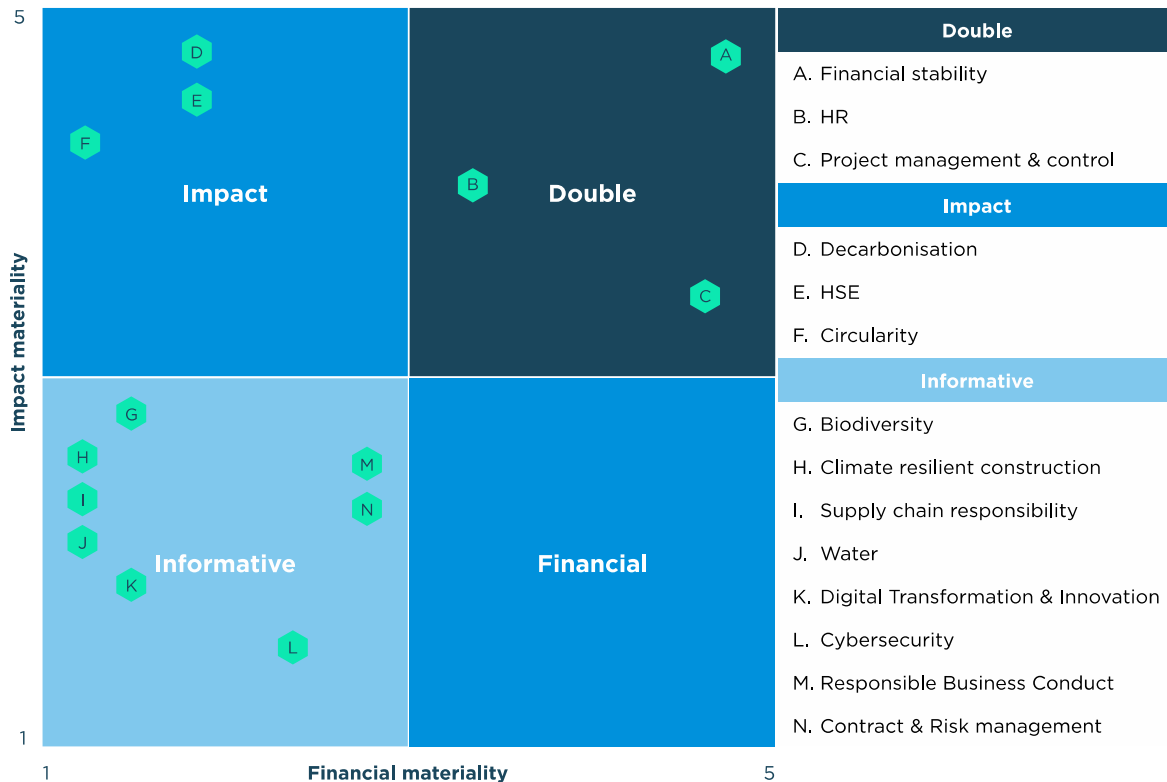 5
D
A
E
F
B
Impact
Double
C
Impact materiality
G
H
M
I
N
J
Informative
Financial
K
L
1
1
Financial materiality
5
Double
A. Financial stability
B. HR
C. Project management & control
Impact
D. Decarbonisation
E. HSE
F. Circularity
Informative
G. Biodiversity
H. Climate resilient construction
I. Supply chain responsibility
J. Water
K. Digital Transformation & Innovation
L. Cybersecurity
M. Responsible Business Conduct
N. Contract & Risk management